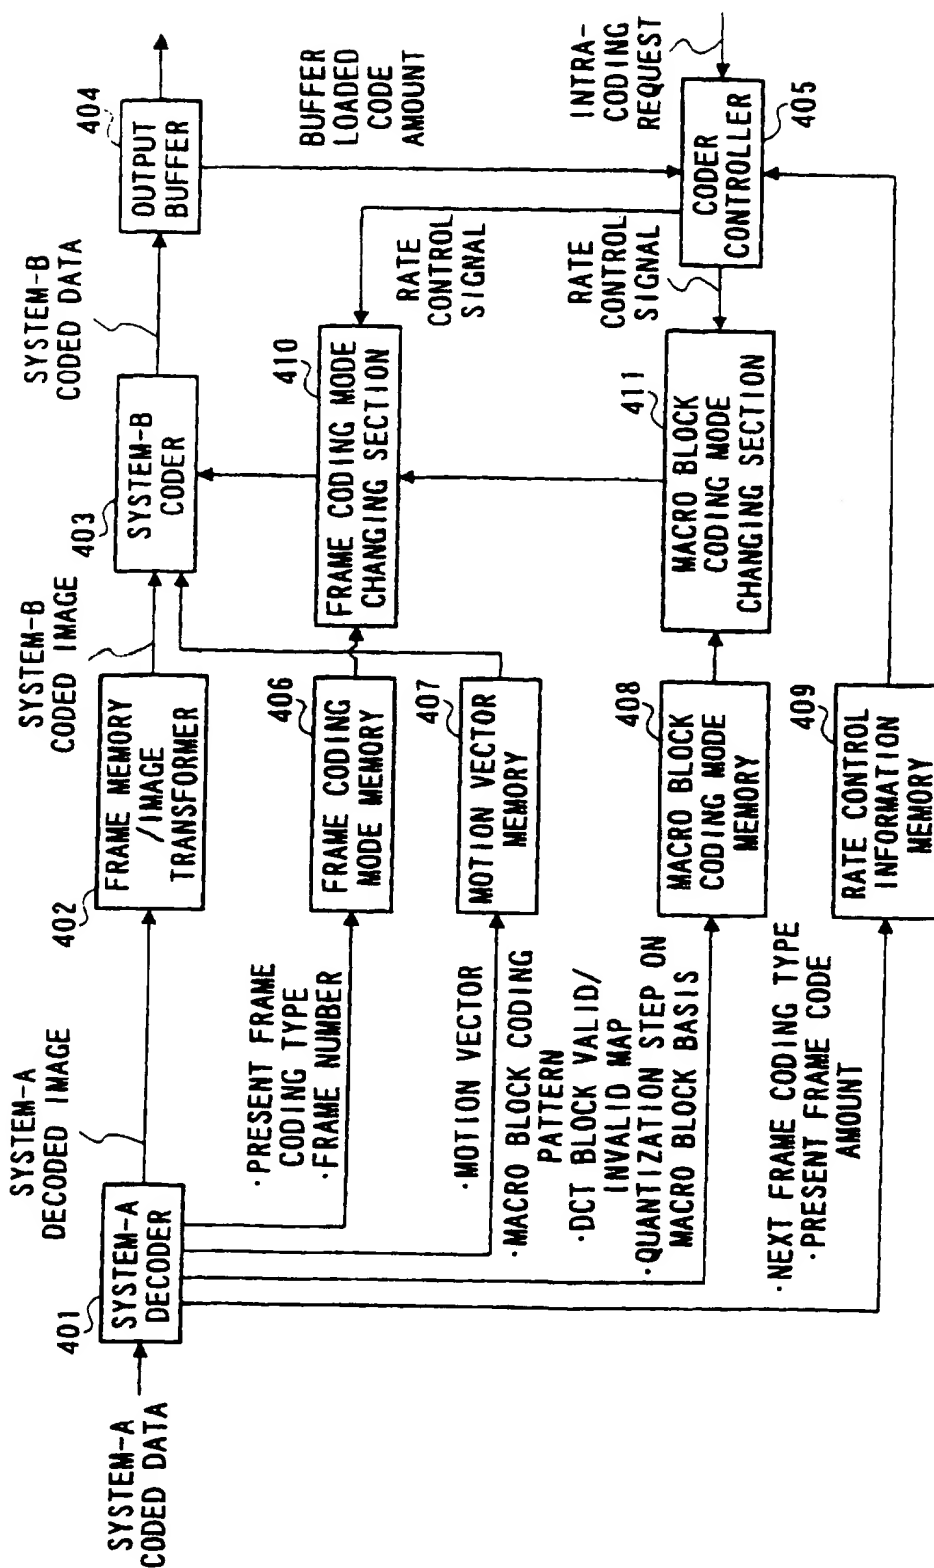 SYSTEM-A
CODED DATA
401
SYSTEM-A
DECODER
SYSTEM-A
DECODED IMAGE
402
FRAME MEMORY
/IMAGE
TRANSFORMER
SYSTEM-B
CODED IMAGE
403
SYSTEM-B
CODER
SYSTEM-B
CODED DATA
404
OUTPUT
BUFFER
BUFFER
LOADED
CODE
AMOUNT
·PRESENT FRAME
CODING TYPE
·FRAME NUMBER
406
FRAME CODING
MODE MEMORY
410
FRAME CODING MODE
CHANGING SECTION
RATE
CONTROL
SIGNAL
·MOTION VECTOR
407
MOTION VECTOR
MEMORY
·MACRO BLOCK CODING
PATTERN
·DCT BLOCK VALID/
INVALID MAP
·QUANTIZATION STEP ON
MACRO BLOCK BASIS
408
MACRO BLOCK
CODING MODE
MEMORY
411
MACRO BLOCK
CODING MODE
CHANGING SECTION
RATE
CONTROL
SIGNAL
INTRA-
CODING
REQUEST
CODER
CONTROLLER
405
·NEXT FRAME CODING TYPE
·PRESENT FRAME CODE
AMOUNT
409
RATE CONTROL
INFORMATION
MEMORY